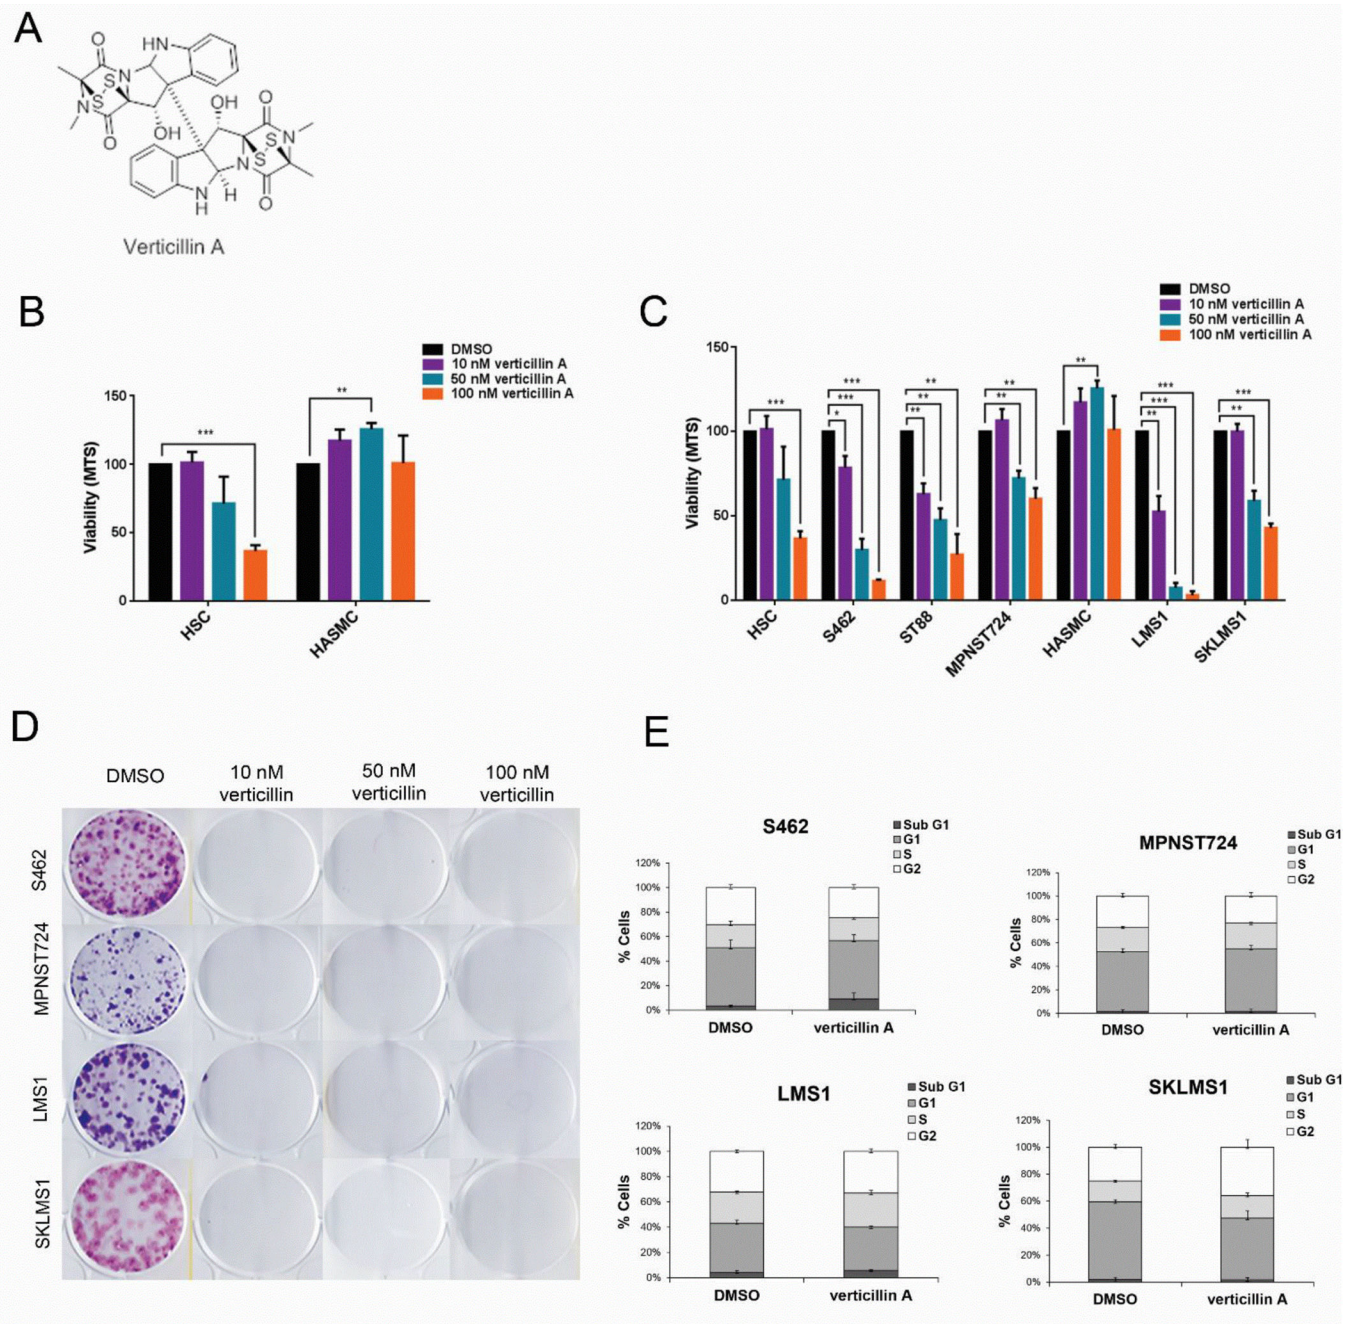 A
O
HN
N
S
S
N
O
OH
OH
O
N
S
S
N
N
H
H
O
Verticillin A
B
DMSO
10 nM verticillin A
50 nM verticillin A
100 nM verticillin A
Viability (MTS)
150
100
50
0
***
**
HSC
HASMC
C
DMSO
10 nM verticillin A
50 nM verticillin A
100 nM verticillin A
Viability (MTS)
150
100
50
0
***
***
***
*
**
**
**
**
**
**
***
***
**
***
**
HSC
S462
ST88
MPNST724
HASMC
LMS1
SKLMS1
D
DMSO
10 nM
verticillin
50 nM
verticillin
100 nM
verticillin
S462
MPNST724
LMS1
SKLMS1
E
S462
Sub G1
G1
S
G2
% Cells
120%
100%
80%
60%
40%
20%
0%
DMSO
verticillin A
MPNST724
Sub G1
G1
S
G2
% Cells
120%
100%
80%
60%
40%
20%
0%
DMSO
verticillin A
LMS1
Sub G1
G1
S
G2
% Cells
120%
100%
80%
60%
40%
20%
0%
DMSO
verticillin A
SKLMS1
Sub G1
G1
S
G2
% Cells
120%
100%
80%
60%
40%
20%
0%
DMSO
verticillin A